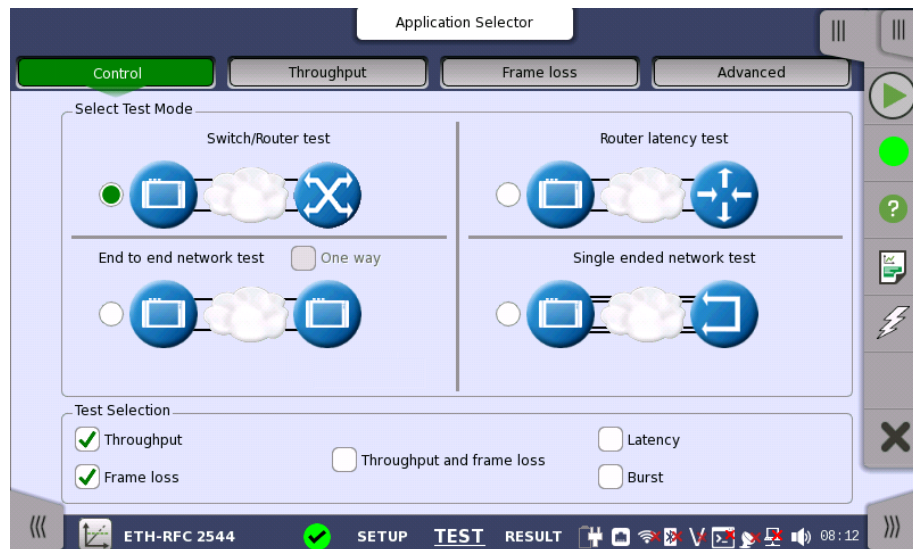 Application Selector
Control Throughput Frame loss Advanced
Select Test Mode
Switch/Router test Router latency test
End to end network test One way Single ended network test
?
Test Selection
Throughput Latency
Throughput and frame loss
Frame loss Burst
ETH-RFC 2544 SETUP TEST RESULT 08:12